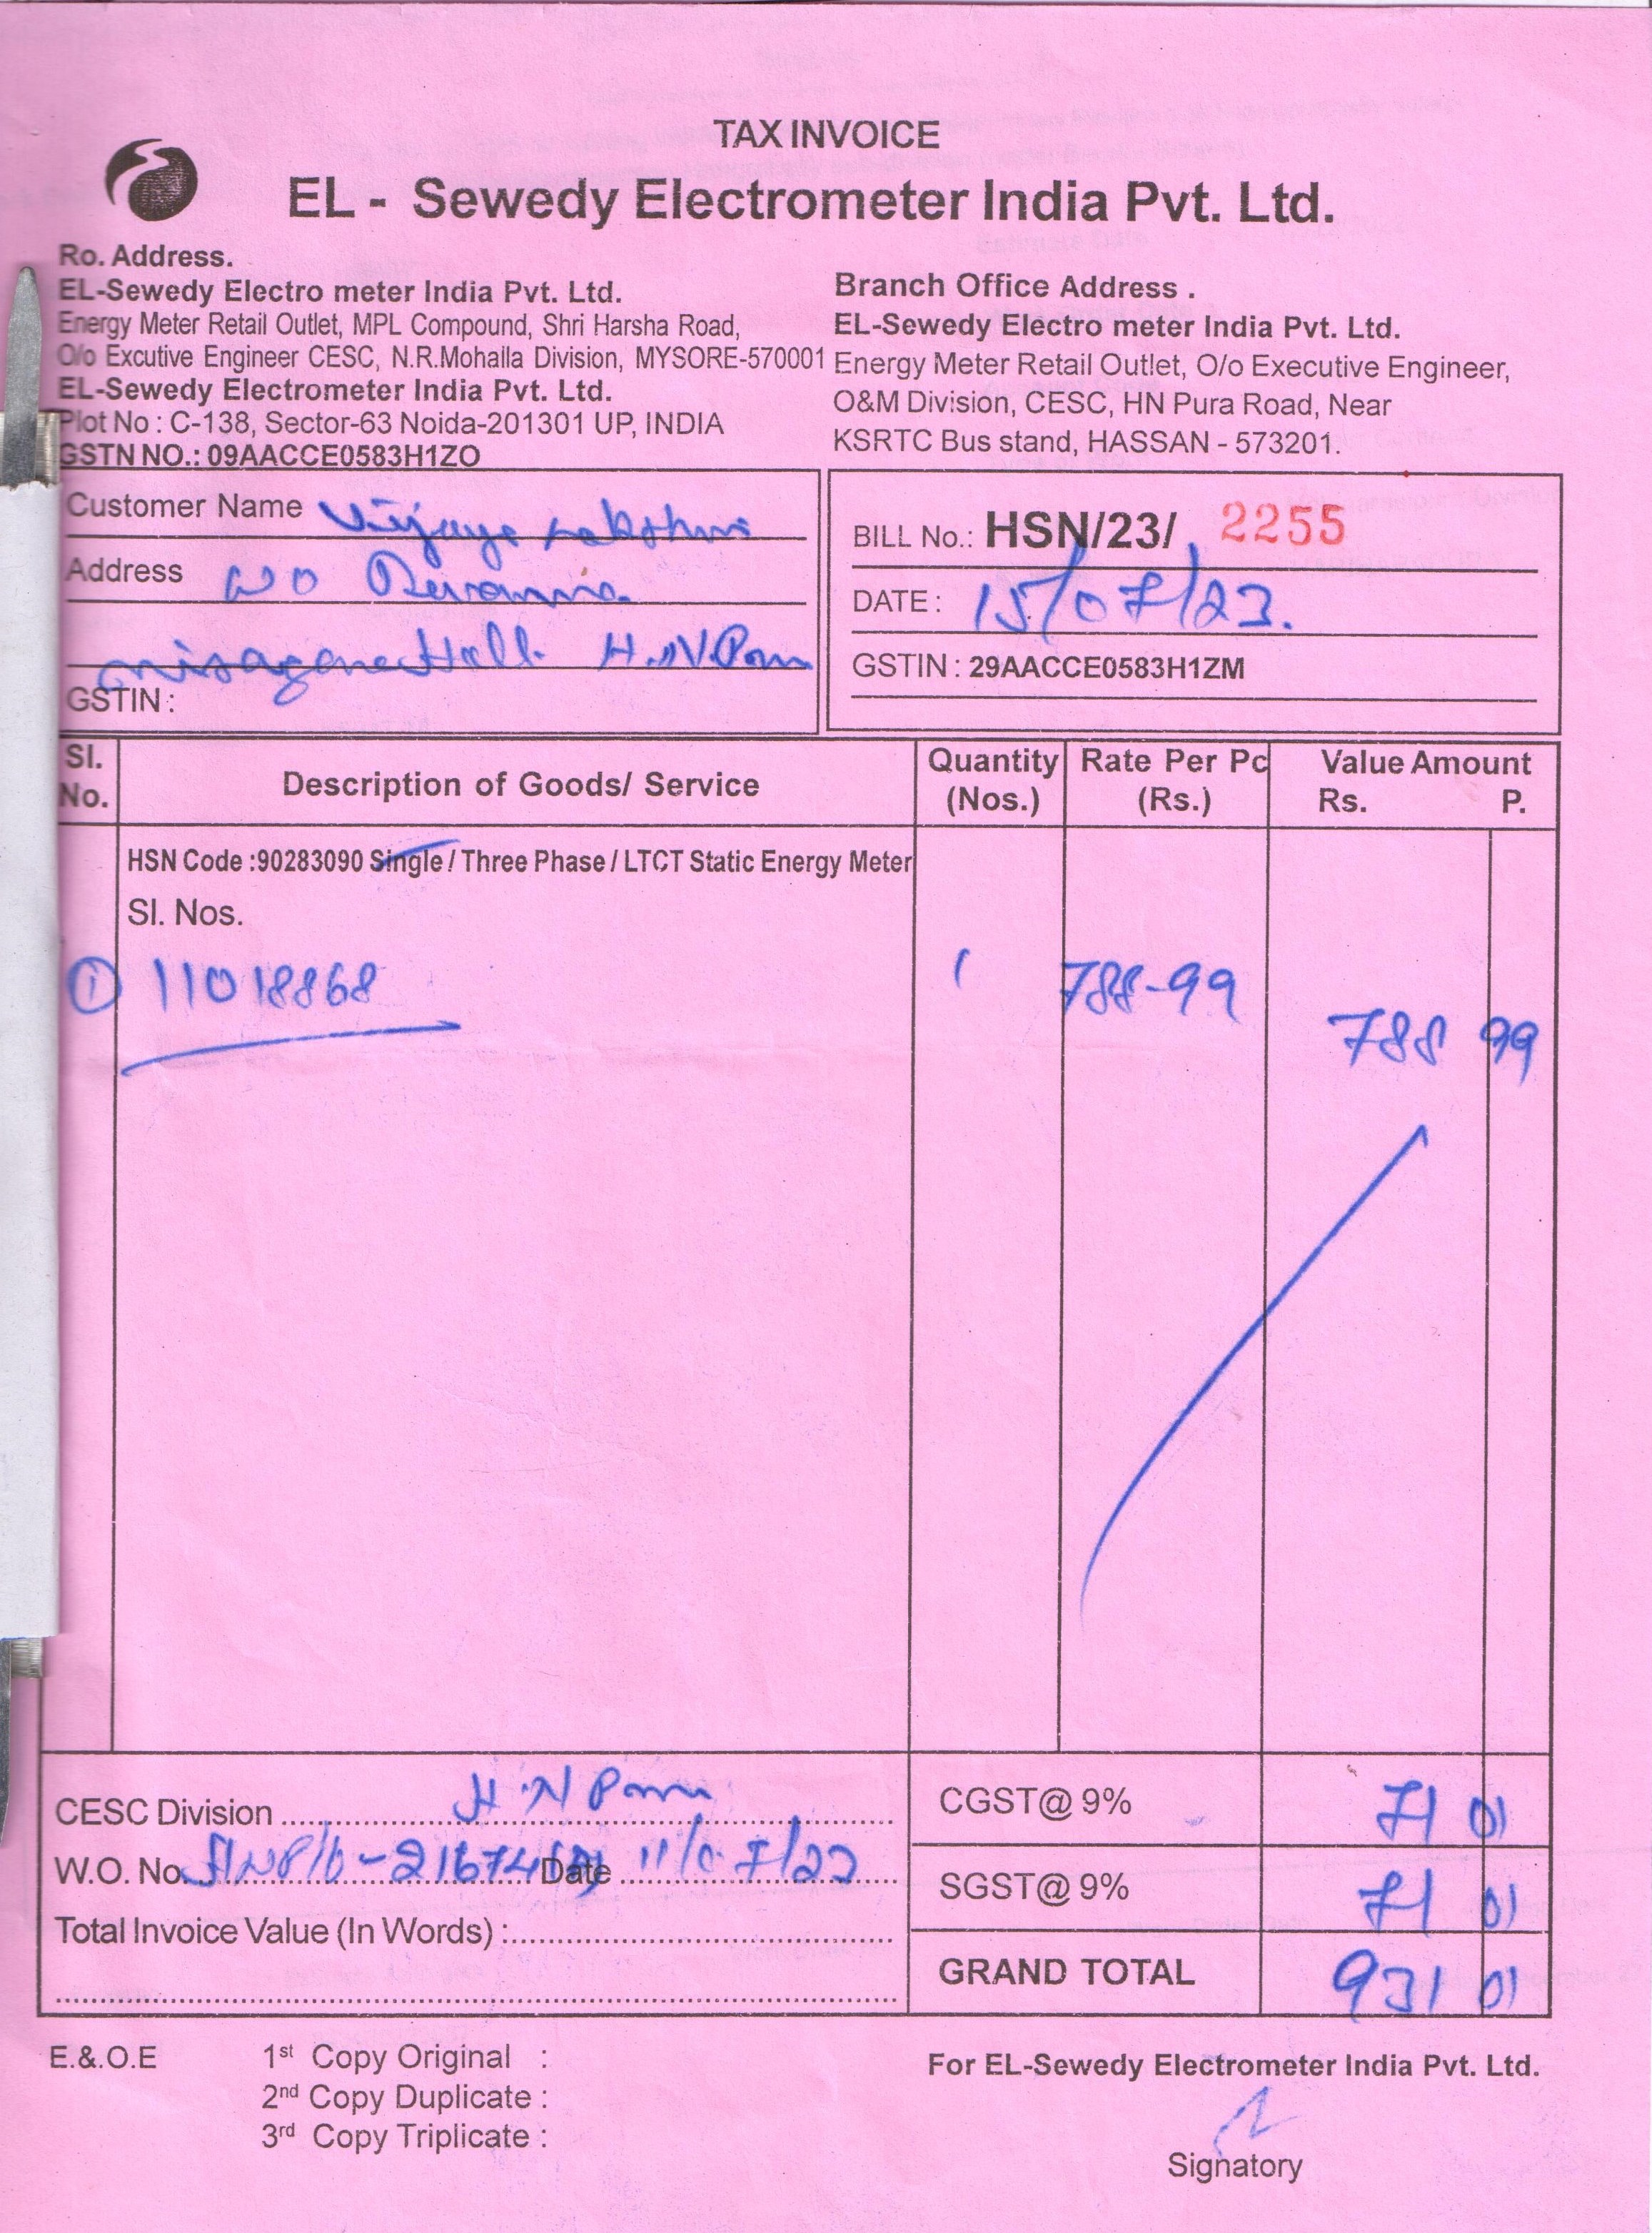 TAX INVOICE
EL - Sewedy Electrometer India Pvt. Ltd.
Ro. Address.
EL-Sewedy Electro meter India Pvt. Ltd.
Energy Meter Retail Outlet, MPL Compound, Shri Harsha Road,
O/o Excutive Engineer CESC, N.R.Mohalla Division, MYSORE-570001
EL-Sewedy Electrometer India Pvt. Ltd.
Plot No : C-138, Sector-63 Noida-201301 UP, INDIA
GSTN NO.: 09AACCE0583H1ZO
Branch Office Address .
EL-Sewedy Electro meter India Pvt. Ltd.
Energy Meter Retail Outlet, O/o Executive Engineer,
O&M Division, CESC, HN Pura Road, Near
KSRTC Bus stand, HASSAN - 573201.
Customer Name Vijaya Lakshmi
Address
GSTIN :
BILL No.: HSN/23/ 2255
DATE : 15/07/23.
GSTIN : 29AACCE0583H1ZM
Sl. No. Description of Goods/ Service Quantity (Nos.) Rate Per Pc (Rs.) Value Amount Rs. P.
HSN Code :90283090 Single / Three Phase / LTCT Static Energy Meter
Sl. Nos.
① 11018868 1 788-99 788 99
CESC Division
W.O. No. Date
Total Invoice Value (In Words) :
CGST@ 9% 71 01
SGST@ 9% 71 01
GRAND TOTAL 931 01
E.&.O.E
1st Copy Original :
2nd Copy Duplicate :
3rd Copy Triplicate :
For EL-Sewedy Electrometer India Pvt. Ltd.
Signatory